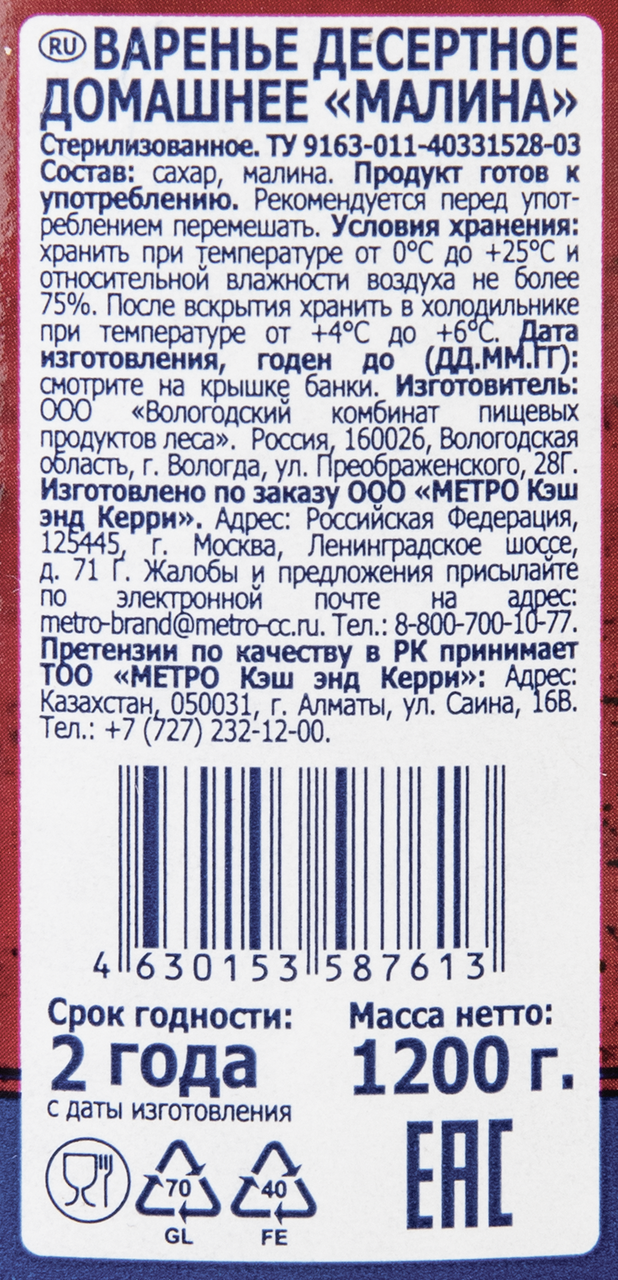 RU ВАРЕНЬЕ ДЕСЕРТНОЕ
ДОМАШНЕЕ «МАЛИНА»
Стерилизованное. ТУ 9163-011-40331528-03
Состав: сахар, малина. Продукт готов к
употреблению. Рекомендуется перед упот-
реблением перемешать. Условия хранения:
хранить при температуре от 0°С до +25°С и
относительной влажности воздуха не более
75%. После вскрытия хранить в холодильнике
при температуре от +4°С до +6°С. Дата
изготовления, годен до (ДД.ММ.ГГ):
смотрите на крышке банки. Изготовитель:
ООО «Вологодский комбинат пищевых
продуктов леса». Россия, 160026, Вологодская
область, г. Вологда, ул. Преображенского, 28Г.
Изготовлено по заказу ООО «МЕТРО Кэш
энд Керри». Адрес: Российская Федерация,
125445, г. Москва, Ленинградское шоссе,
д. 71 Г. Жалобы и предложения присылайте
по электронной почте на адрес:
metro-brand@metro-cc.ru. Тел.: 8-800-700-10-77.
Претензии по качеству в РК принимает
ТОО «МЕТРО Кэш энд Керри»: Адрес:
Казахстан, 050031, г. Алматы, ул. Саина, 16В.
Тел.: +7 (727) 232-12-00.
4 630153 587613
Срок годности: Масса нетто:
2 года 1200 г.
с даты изготовления
70 40 EAC
GL FE